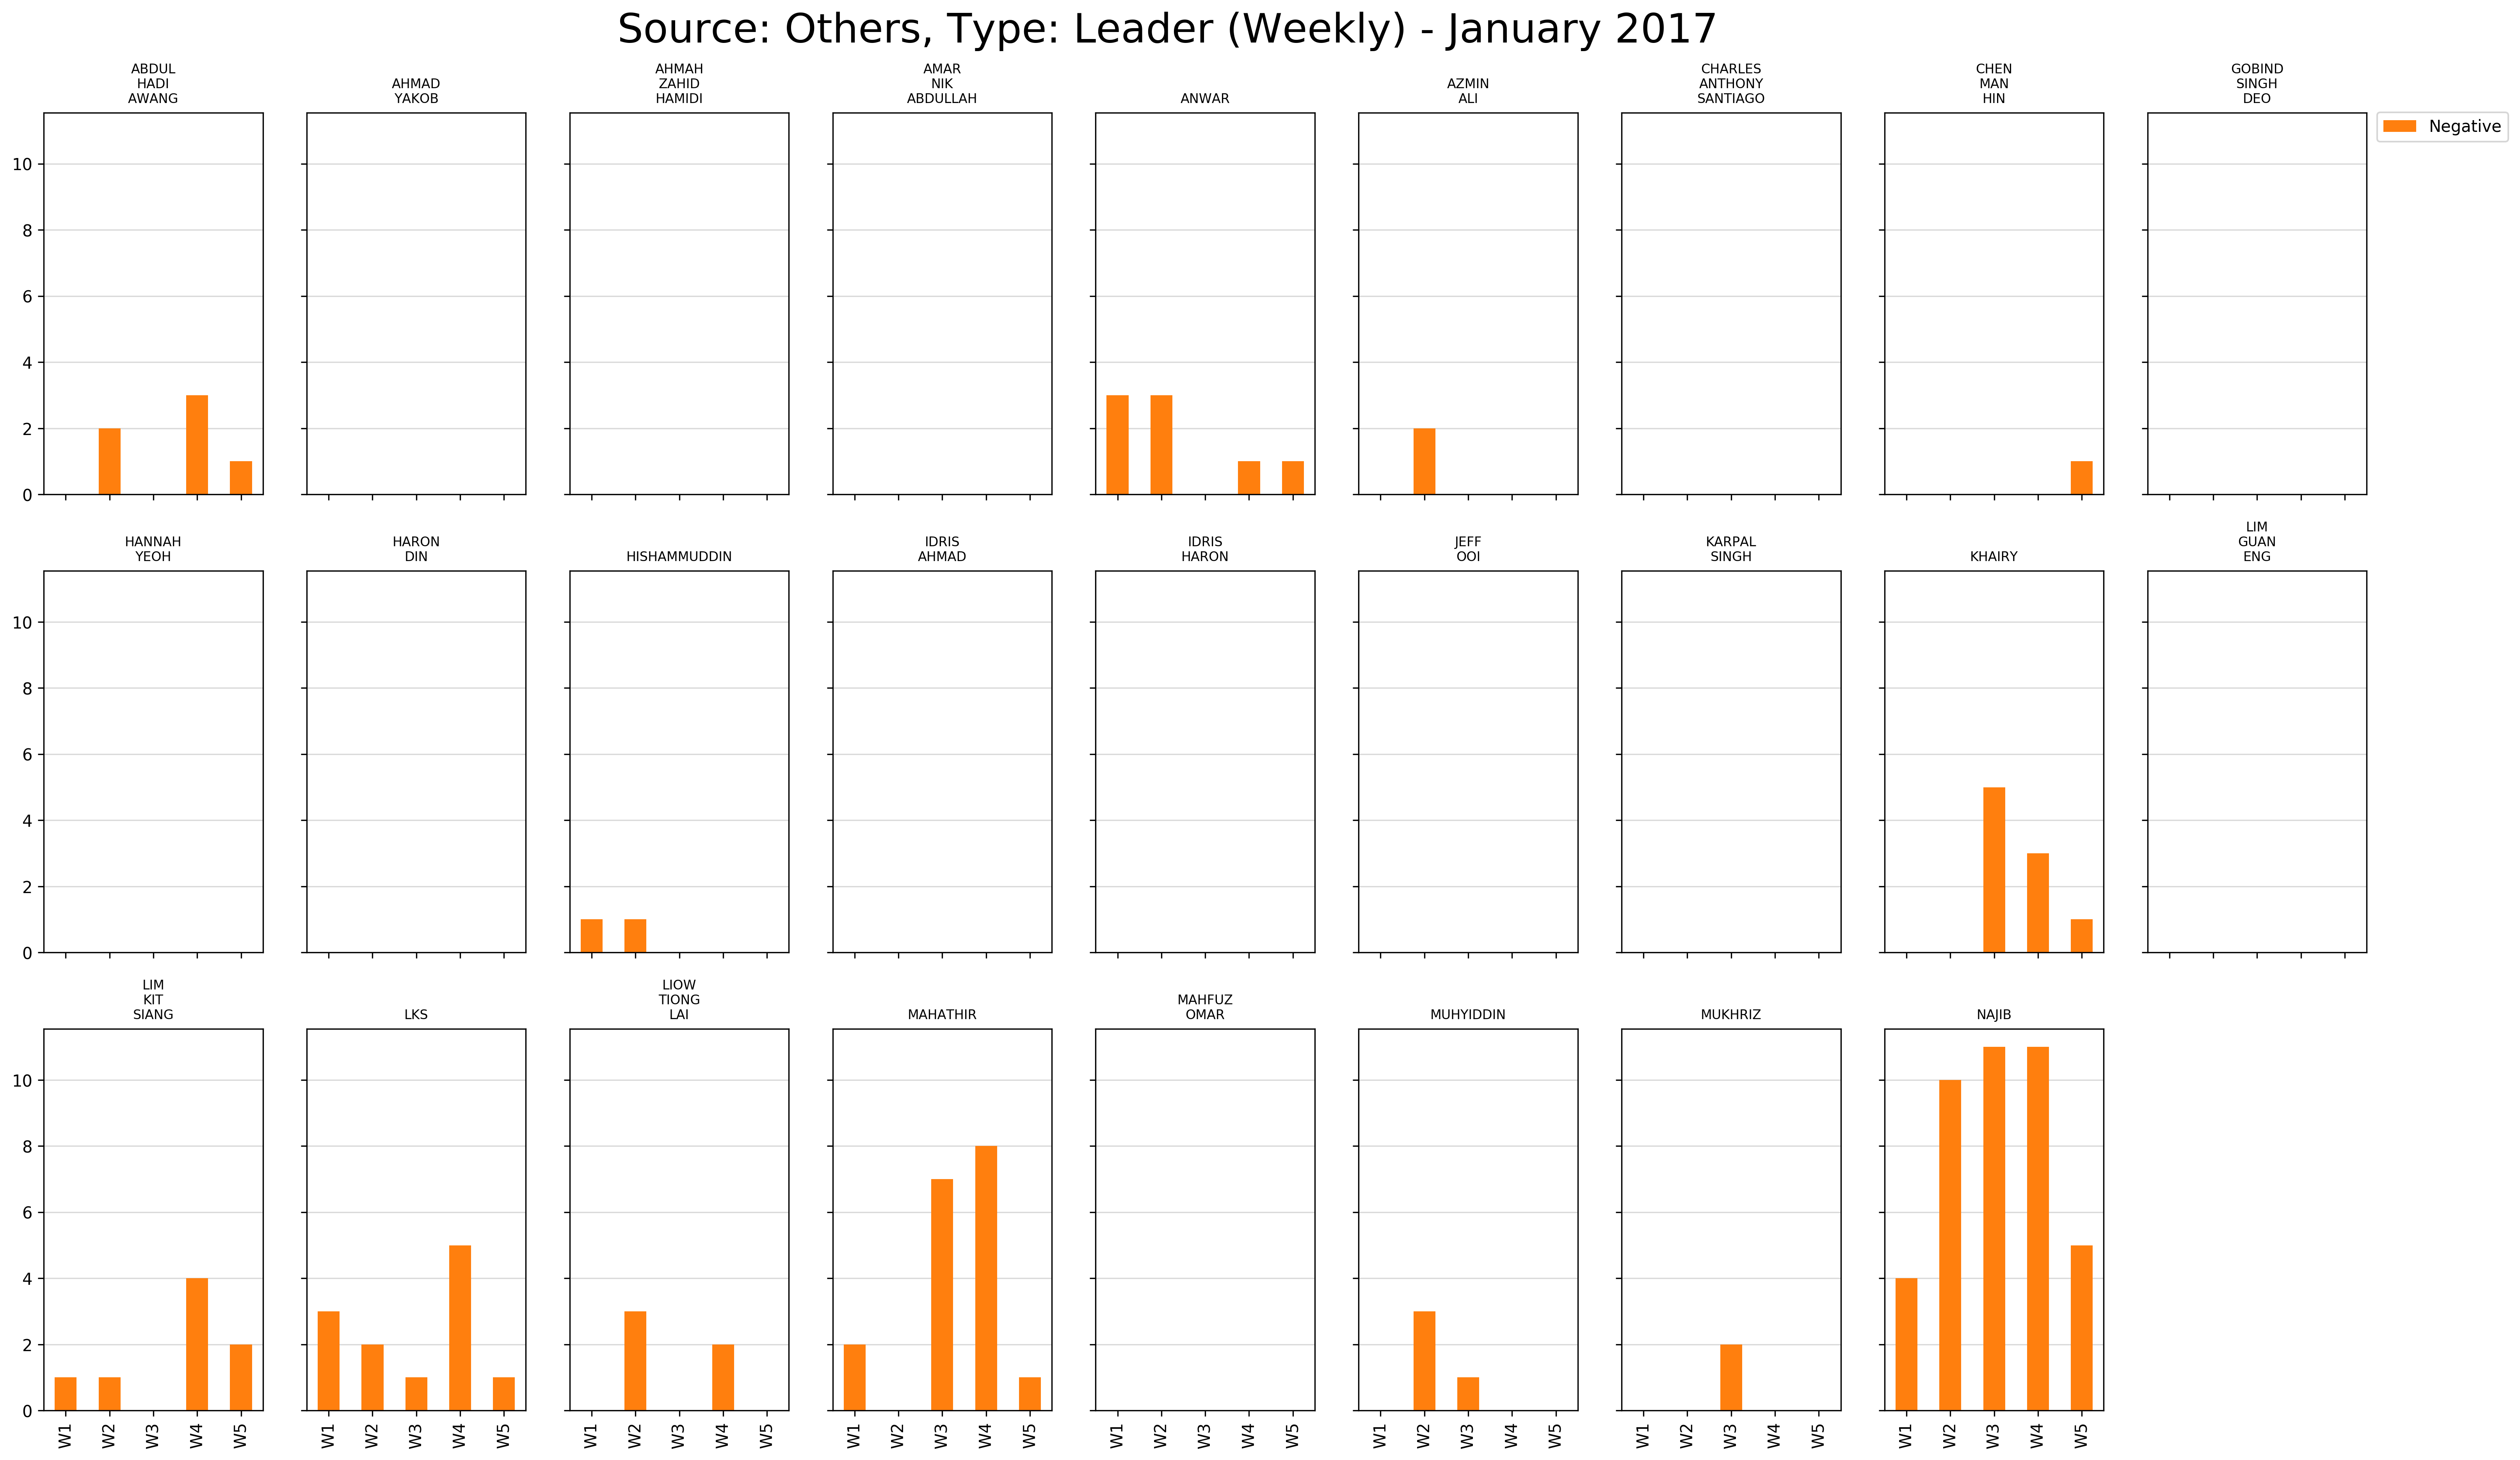 Source: Others, Type: Leader (Weekly) - January 2017
ABDUL
HADI
AWANG
AHMAD
YAKOB
AHMAH
ZAHID
HAMIDI
AMAR
NIK
ABDULLAH
ANWAR
AZMIN
ALI
CHARLES
ANTHONY
SANTIAGO
CHEN
MAN
HIN
GOBIND
SINGH
DEO
Negative
10
8
6
4
2
0
HANNAH
YEOH
HARON
DIN
HISHAMMUDDIN
IDRIS
AHMAD
IDRIS
HARON
JEFF
OOI
KARPAL
SINGH
KHAIRY
LIM
GUAN
ENG
10
8
6
4
2
0
LIM
KIT
SIANG
LKS
LIOW
TIONG
LAI
MAHATHIR
MAHFUZ
OMAR
MUHYIDDIN
MUKHRIZ
NAJIB
10
8
6
4
2
0
W1 W2 W3 W4 W5
W1 W2 W3 W4 W5
W1 W2 W3 W4 W5
W1 W2 W3 W4 W5
W1 W2 W3 W4 W5
W1 W2 W3 W4 W5
W1 W2 W3 W4 W5
W1 W2 W3 W4 W5